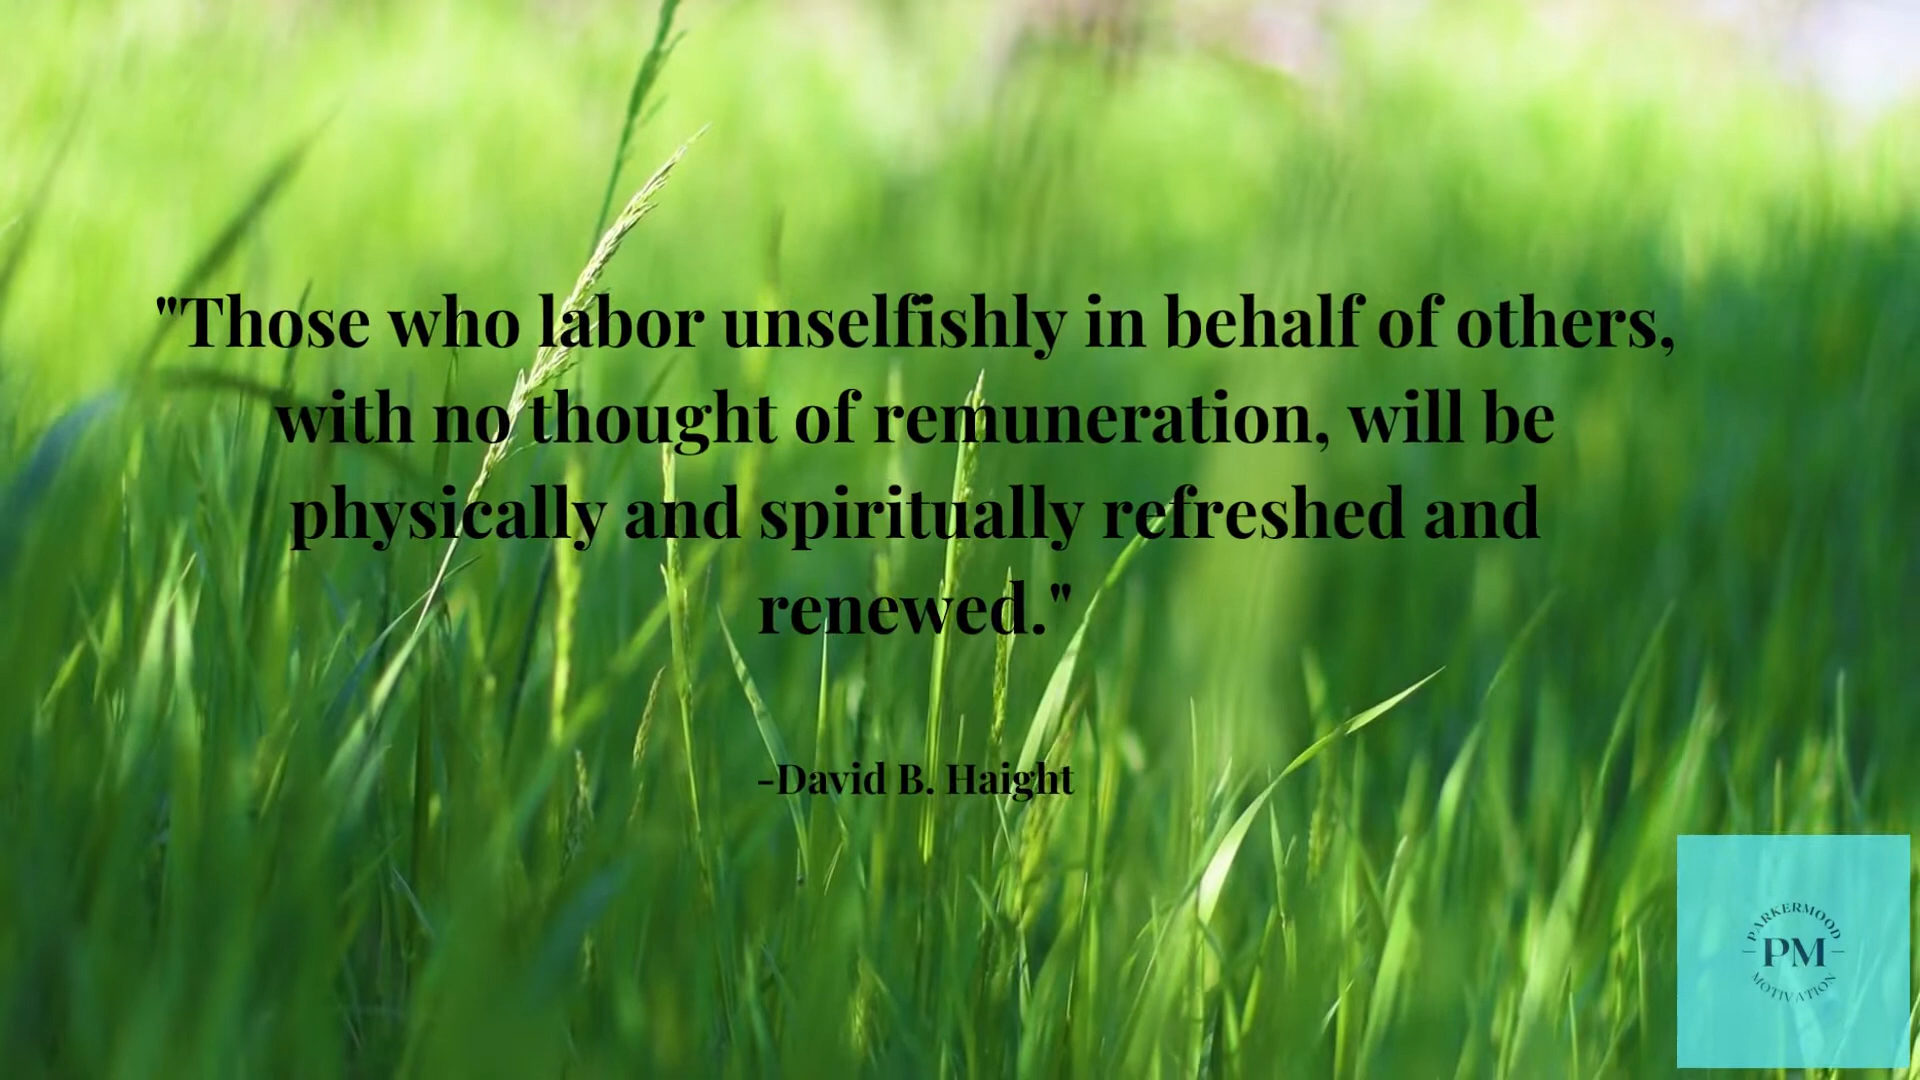 "Those who labor unselfishly in behalf of others,
with no thought of remuneration, will be
physically and spiritually refreshed and
renewed."
-David B. Haight
PARKERMOOD
PM
MOTIVATION